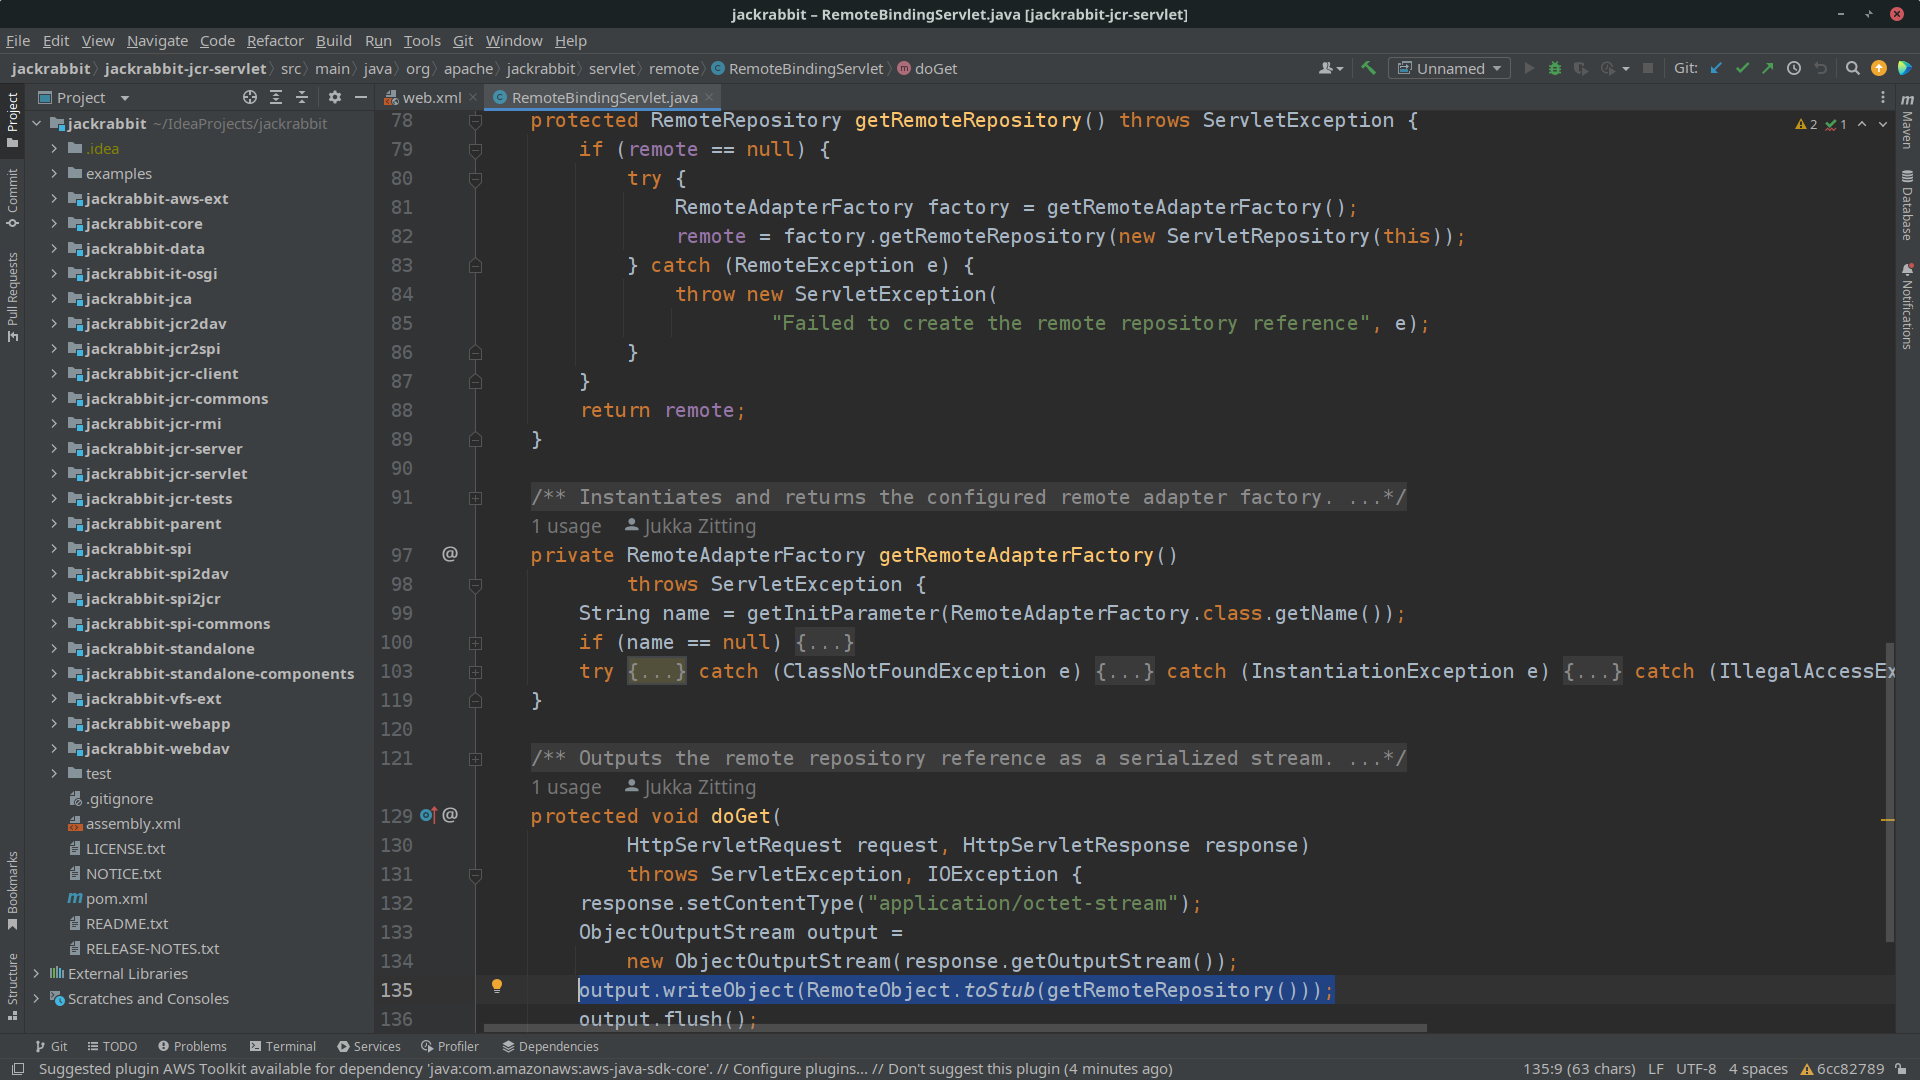 jackrabbit – RemoteBindingServlet.java [jackrabbit-jcr-servlet]
File Edit View Navigate Code Refactor Build Run Tools Git Window Help
jackrabbit jackrabbit-jcr-servlet src main java org apache jackrabbit servlet remote RemoteBindingServlet doGet
Unnamed Git:
Project
web.xml RemoteBindingServlet.java
Project
Commit
Pull Requests
Bookmarks
Structure
jackrabbit ~/IdeaProjects/jackrabbit
.idea
examples
jackrabbit-aws-ext
jackrabbit-core
jackrabbit-data
jackrabbit-it-osgi
jackrabbit-jca
jackrabbit-jcr2dav
jackrabbit-jcr2spi
jackrabbit-jcr-client
jackrabbit-jcr-commons
jackrabbit-jcr-rmi
jackrabbit-jcr-server
jackrabbit-jcr-servlet
jackrabbit-jcr-tests
jackrabbit-parent
jackrabbit-spi
jackrabbit-spi2dav
jackrabbit-spi2jcr
jackrabbit-spi-commons
jackrabbit-standalone
jackrabbit-standalone-components
jackrabbit-vfs-ext
jackrabbit-webapp
jackrabbit-webdav
test
.gitignore
assembly.xml
LICENSE.txt
NOTICE.txt
pom.xml
README.txt
RELEASE-NOTES.txt
External Libraries
Scratches and Consoles
78 protected RemoteRepository getRemoteRepository() throws ServletException {
2 1
79 if (remote == null) {
80 try {
81 RemoteAdapterFactory factory = getRemoteAdapterFactory();
82 remote = factory.getRemoteRepository(new ServletRepository(this));
83 } catch (RemoteException e) {
84 throw new ServletException(
85 "Failed to create the remote repository reference", e);
86 }
87 }
88 return remote;
89 }
90
91 /** Instantiates and returns the configured remote adapter factory. ...*/
1 usage Jukka Zitting
97 @ private RemoteAdapterFactory getRemoteAdapterFactory()
98 throws ServletException {
99 String name = getInitParameter(RemoteAdapterFactory.class.getName());
100 if (name == null) {...}
103 try {...} catch (ClassNotFoundException e) {...} catch (InstantiationException e) {...} catch (IllegalAccessEx
119 }
120
121 /** Outputs the remote repository reference as a serialized stream. ...*/
1 usage Jukka Zitting
129 @ protected void doGet(
130 HttpServletRequest request, HttpServletResponse response)
131 throws ServletException, IOException {
132 response.setContentType("application/octet-stream");
133 ObjectOutputStream output =
134 new ObjectOutputStream(response.getOutputStream());
135 output.writeObject(RemoteObject.toStub(getRemoteRepository()));
136 output.flush();
m Maven
Database
Notifications
Git TODO Problems Terminal Services Profiler Dependencies
Suggested plugin AWS Toolkit available for dependency 'java:com.amazonaws:aws-java-sdk-core'. // Configure plugins... // Don't suggest this plugin (4 minutes ago) 135:9 (63 chars) LF UTF-8 4 spaces 6cc82789